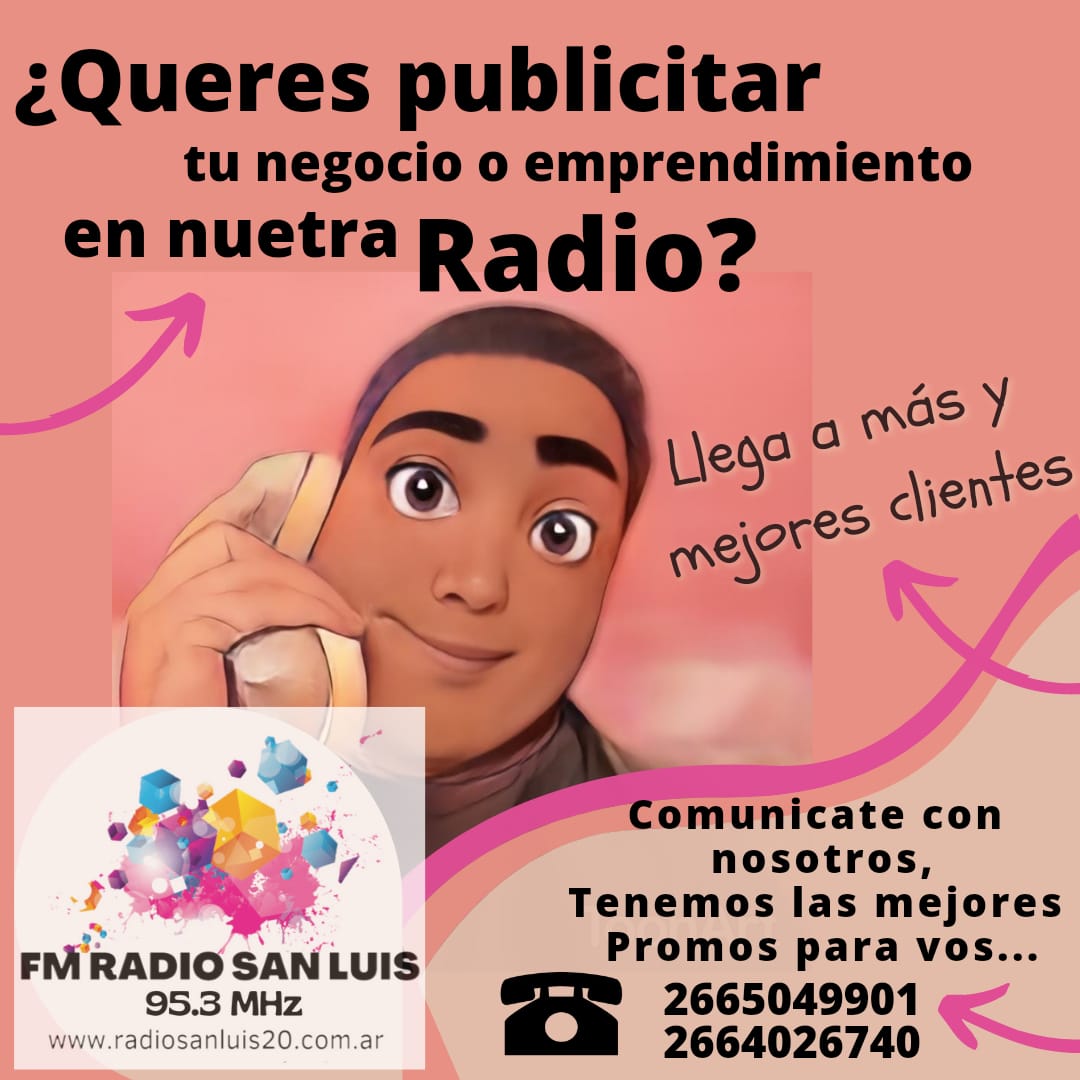 ¿Queres publicitar
tu negocio o emprendimiento
en nuetra Radio?
Llega a más y
mejores clientes
Comunicate con
nosotros,
Tenemos las mejores
Promos para vos...
2665049901
2664026740
FM RADIO SAN LUIS
95.3 MHz
www.radiosanluis20.com.ar